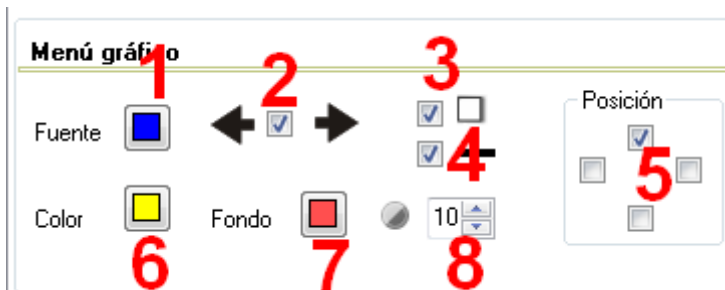 Menú gráfico
1 2 3
Fuente
4
Posición
5
Color
Fondo
10
6 7 8